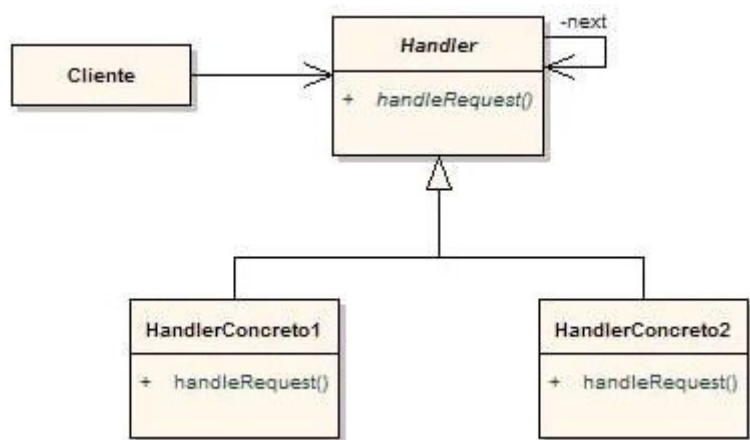 -next
Handler
Cliente
+ handleRequest()
HandlerConcreto1
HandlerConcreto2
+ handleRequest()
+ handleRequest()